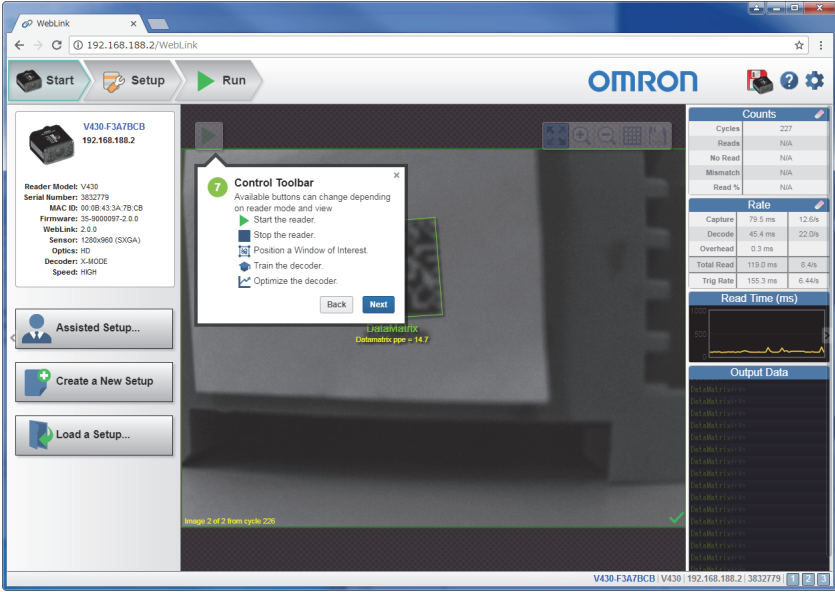 WebLink
192.168.188.2/WebLink
Start
Setup
Run
OMRON
V430-F3A7BCB
192.168.188.2
Reader Model: V430
Serial Number: 3832779
MAC ID: 00:0B:43:3A:7B:CB
Firmware: 35-9000097-2.0.0
WebLink: 2.0.0
Sensor: 1280x960 (SXGA)
Optics: HD
Decoder: X-MODE
Speed: HIGH
Assisted Setup...
Create a New Setup
Load a Setup...
7
Control Toolbar
Available buttons can change depending
on reader mode and view
Start the reader.
Stop the reader.
Position a Window of Interest.
Train the decoder.
Optimize the decoder.
Back
Next
DataMatrix
Datamatrix ppe = 14.7
Image 2 of 2 from cycle 226
Counts
Cycles 227
Reads N/A
No Read N/A
Mismatch N/A
Read % N/A
Rate
Capture 79.5 ms 12.6/s
Decode 45.4 ms 22.0/s
Overhead 0.3 ms
Total Read 119.0 ms 8.4/s
Trig Rate 155.3 ms 6.44/s
Read Time (ms)
1000
500
0
Output Data
V430-F3A7BCB | V430 | 192.168.188.2 | 3832779 | 1 2 3